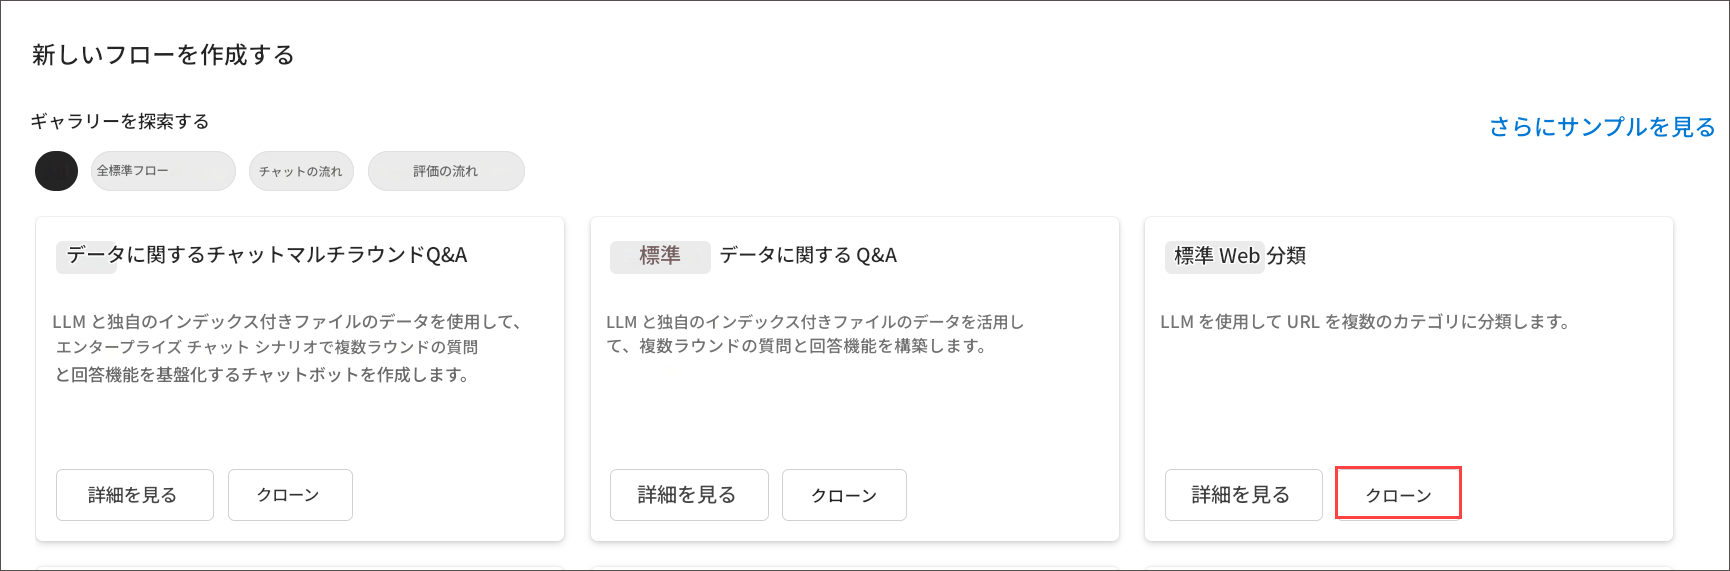 新しいフローを作成する
ギャラリーを探索する
さらにサンプルを見る
全標準フロー
チャットの流れ
評価の流れ
データに関するチャットマルチラウンドQ&A
LLM と独自のインデックス付きファイルのデータを使用して、
エンタープライズ チャット シナリオで複数ラウンドの質問
と回答機能を基盤化するチャットボットを作成します。
詳細を見る
クローン
標準 データに関する Q&A
LLM と独自のインデックス付きファイルのデータを活用し
て、複数ラウンドの質問と回答機能を構築します。
詳細を見る
クローン
標準 Web 分類
LLM を使用して URL を複数のカテゴリに分類します。
詳細を見る
クローン